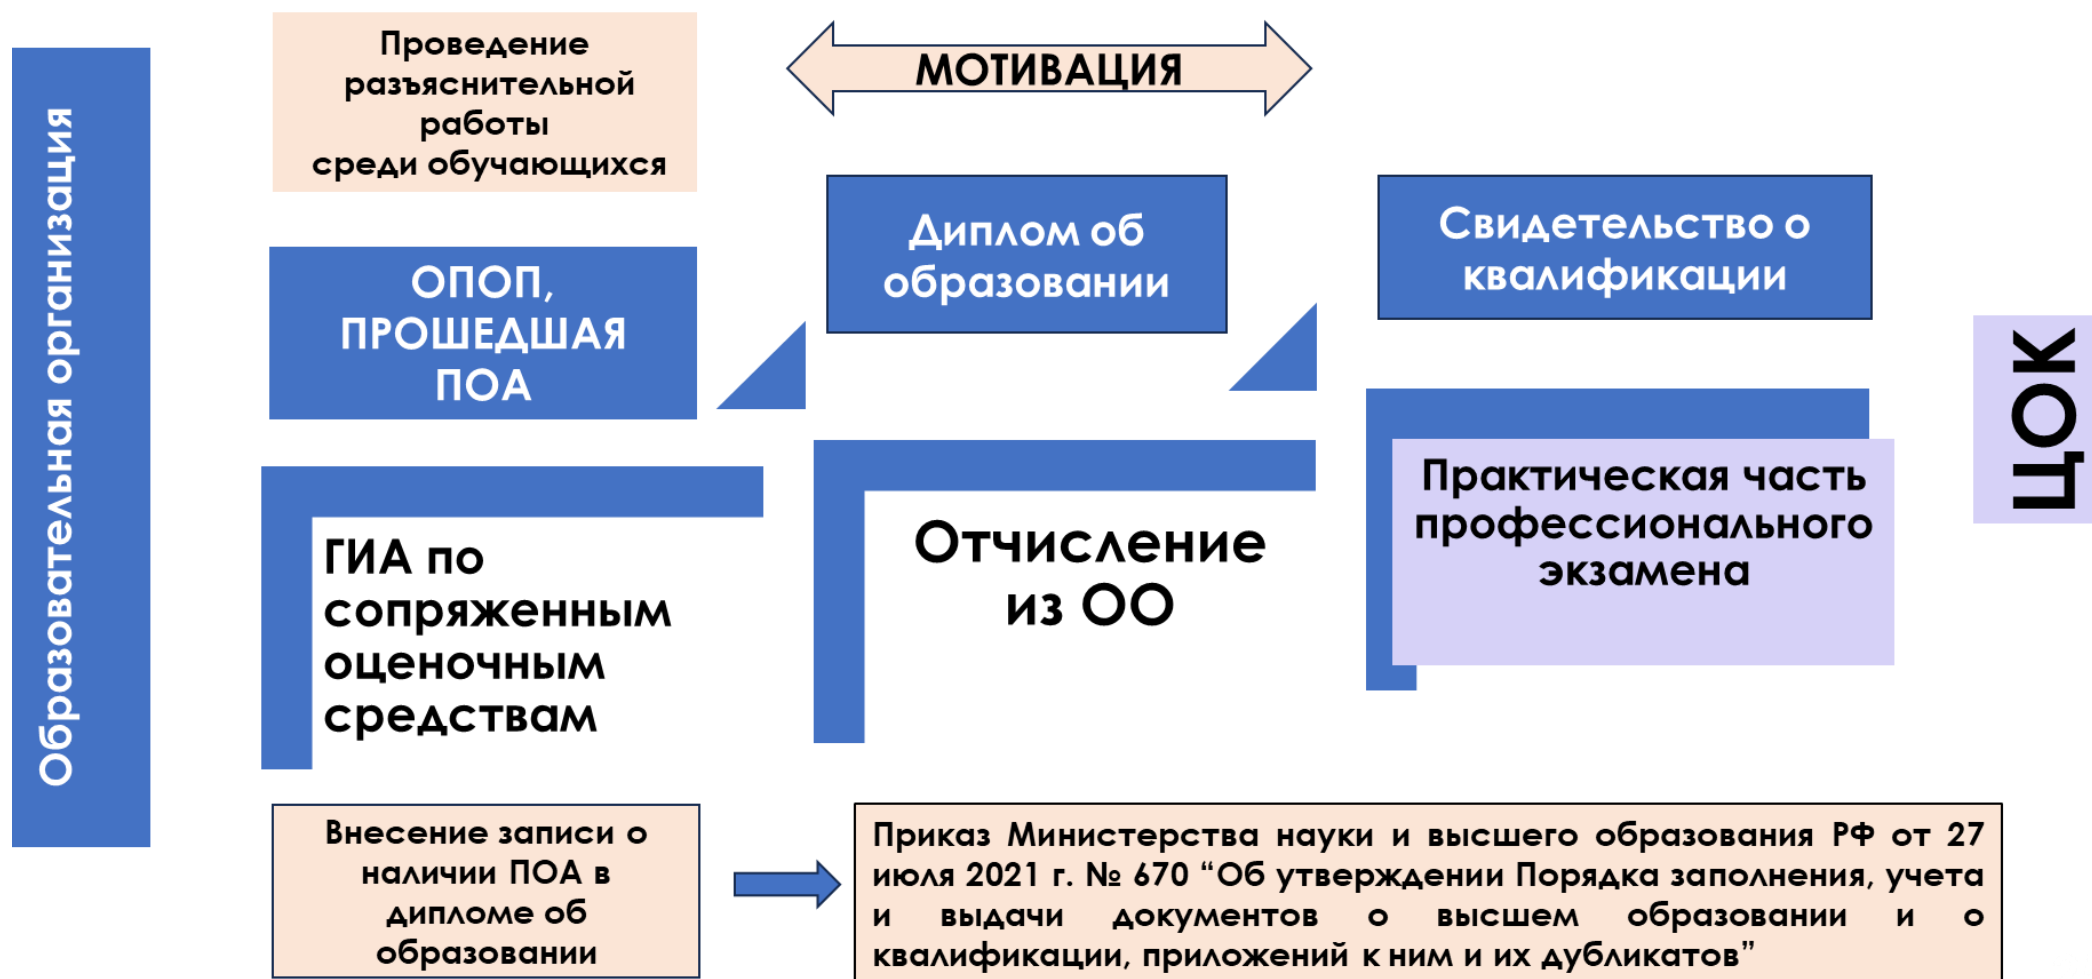 Образовательная организация
Проведение
разъяснительной
работы
среди обучающихся
МОТИВАЦИЯ
ОПОП,
ПРОШЕДШАЯ
ПОА
Диплом об
образовании
Свидетельство о
квалификации
ЦОК
ГИА по
сопряженным
оценочным
средствам
Отчисление
из ОО
Практическая часть
профессионального
экзамена
Внесение записи о
наличии ПОА в
дипломе об
образовании
Приказ Министерства науки и высшего образования РФ от 27
июля 2021 г. № 670 “Об утверждении Порядка заполнения, учета
и выдачи документов о высшем образовании и о
квалификации, приложений к ним и их дубликатов”